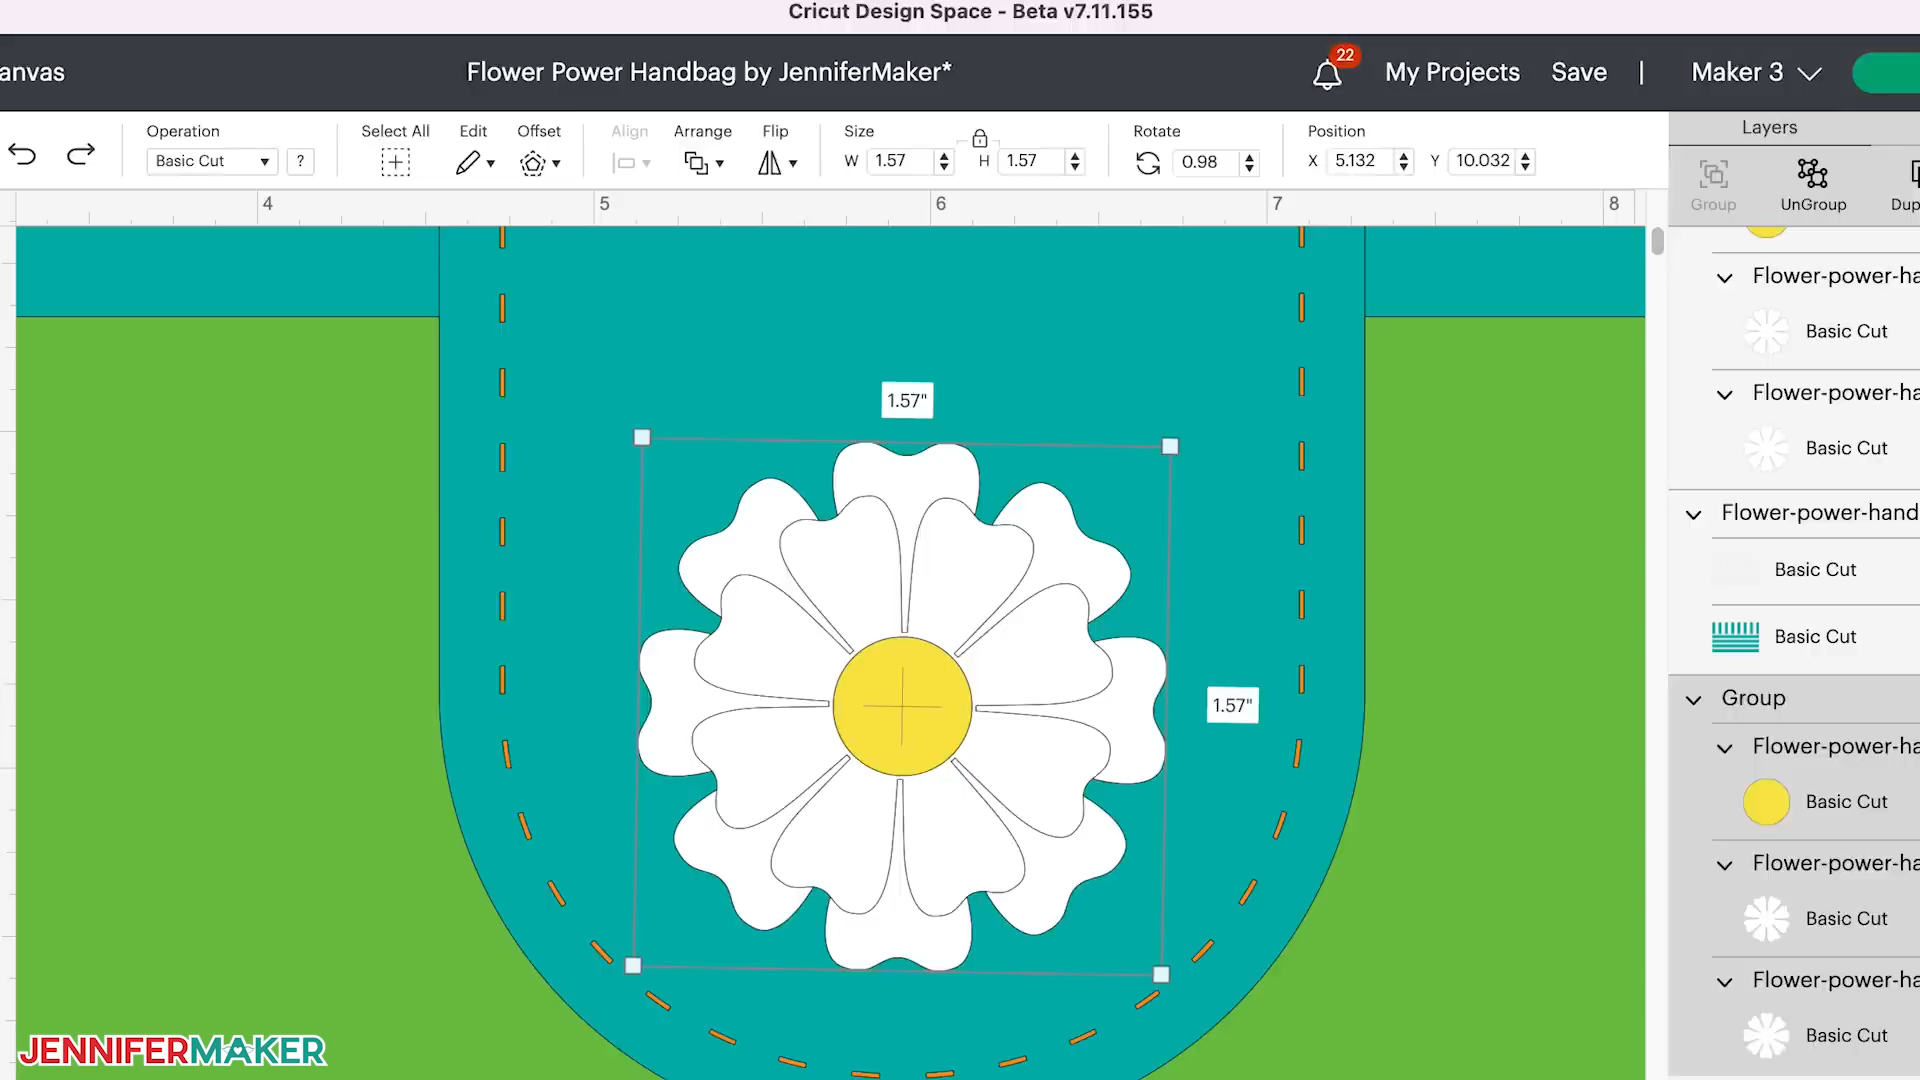 Cricut Design Space - Beta v7.11.155
anvas
Flower Power Handbag by JenniferMaker*
22
My Projects
Save
|
Maker 3
Operation
Basic Cut
?
Select All
Edit
Offset
Align
Arrange
Flip
Size
W 1.57
H 1.57
Rotate
0.98
Position
X 5.132
Y 10.032
Layers
Group
UnGroup
Dup
4 5 6 7 8
Flower-power-ha
Basic Cut
Flower-power-ha
Basic Cut
Flower-power-hand
Basic Cut
Basic Cut
Group
Flower-power-ha
Basic Cut
Flower-power-ha
Basic Cut
Flower-power-ha
Basic Cut
1.57"
1.57"
JENNIFERMAKER